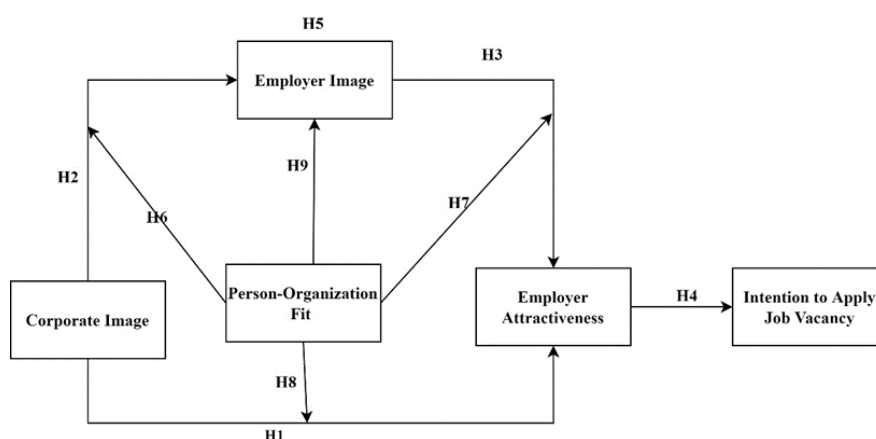 H5
H3
Employer Image
H9
H2
H6
H7
Person-Organization
Fit
Employer
Attractiveness
H4
Intention to Apply
Job Vacancy
Corporate Image
H8
H1